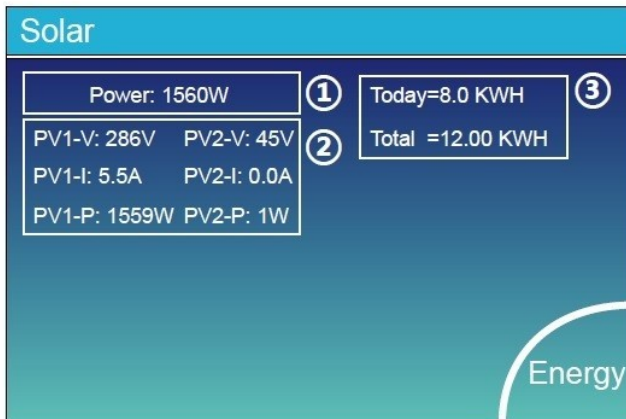 Solar
Power: 1560W
①
PV1-V: 286V PV2-V: 45V
②
PV1-I: 5.5A PV2-I: 0.0A
PV1-P: 1559W PV2-P: 1W
Today=8.0 KWH
③
Total =12.00 KWH
Energy